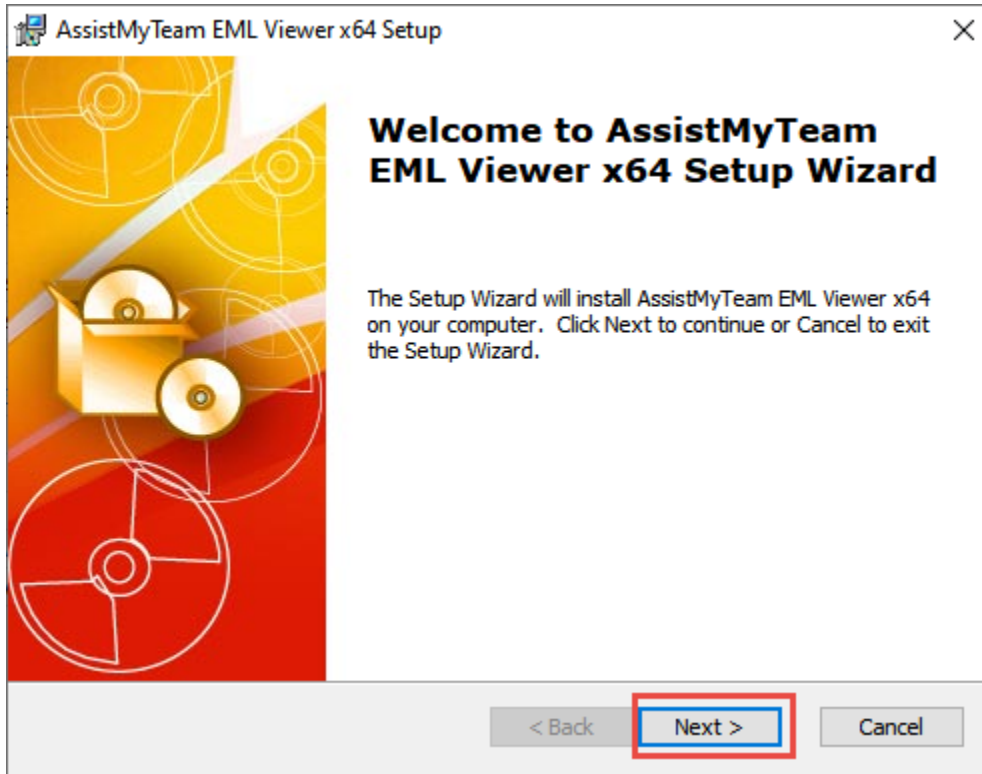 AssistMyTeam EML Viewer x64 Setup
Welcome to AssistMyTeam
EML Viewer x64 Setup Wizard
The Setup Wizard will install AssistMyTeam EML Viewer x64
on your computer. Click Next to continue or Cancel to exit
the Setup Wizard.
< Back
Next >
Cancel